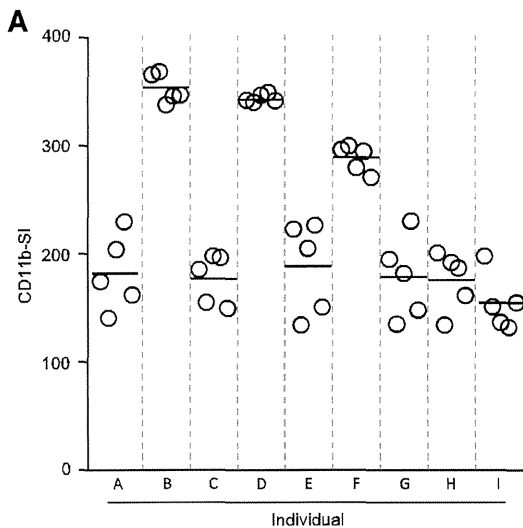 A
400
300
200
100
0
CD11b-SI
A B C D E F G H I
Individual